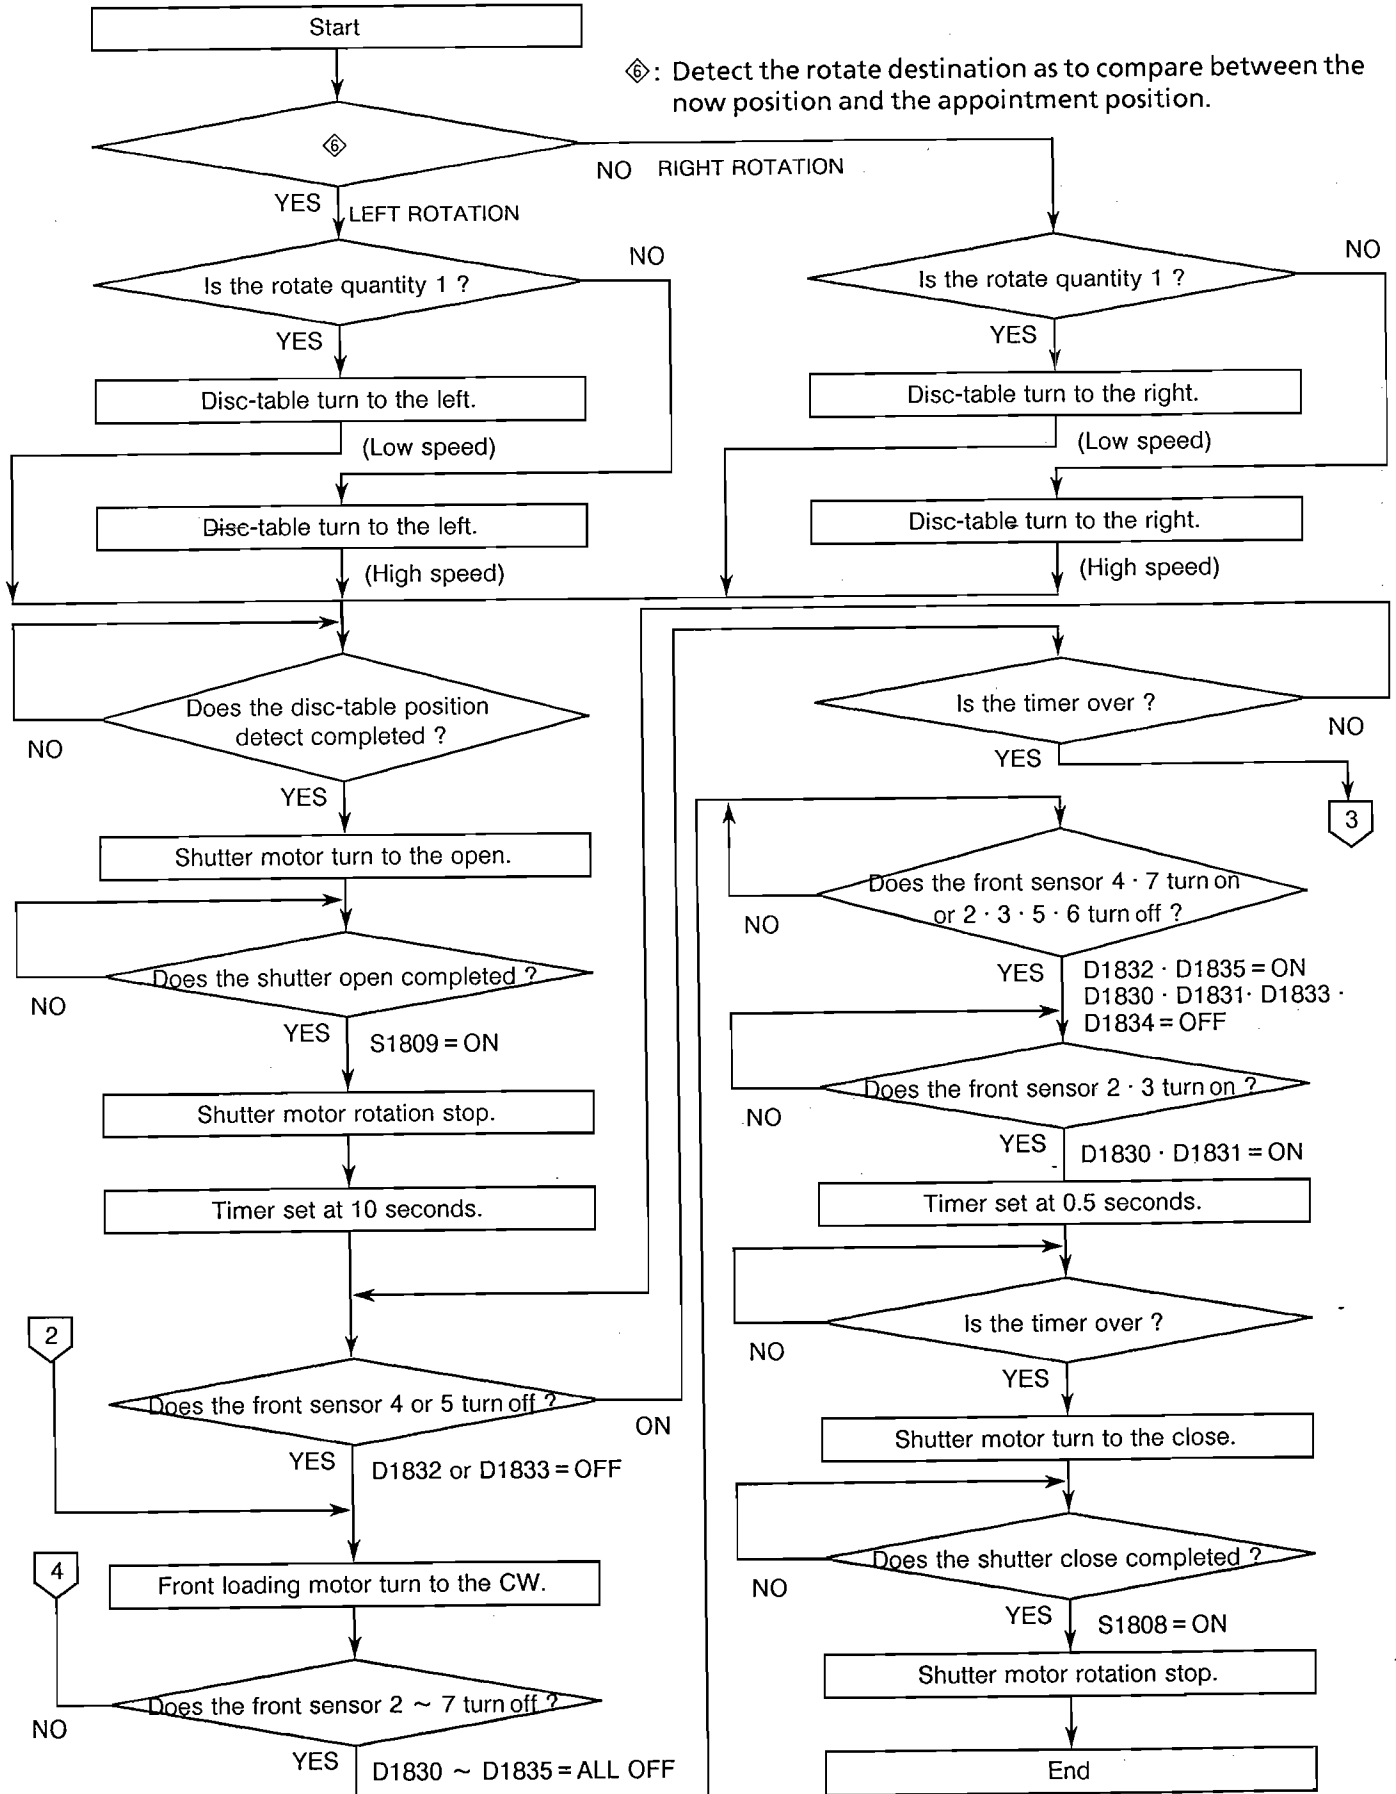 Start
6 : Detect the rotate destination as to compare between the
now position and the appointment position.
6
NO RIGHT ROTATION
YES
LEFT ROTATION
NO
Is the rotate quantity 1 ?
YES
Disc-table turn to the left.
(Low speed)
Disc-table turn to the left.
(High speed)
NO
Is the rotate quantity 1 ?
YES
Disc-table turn to the right.
(Low speed)
Disc-table turn to the right.
(High speed)
Does the disc-table position
detect completed ?
NO
YES
Shutter motor turn to the open.
Does the shutter open completed ?
NO
YES
S1809 = ON
Shutter motor rotation stop.
Timer set at 10 seconds.
2
Does the front sensor 4 or 5 turn off ?
ON
YES
D1832 or D1833 = OFF
4
Front loading motor turn to the CW.
Does the front sensor 2 ~ 7 turn off ?
NO
YES
D1830 ~ D1835 = ALL OFF
Is the timer over ?
NO
YES
3
Does the front sensor 4 · 7 turn on
or 2 · 3 · 5 · 6 turn off ?
NO
YES
D1832 · D1835 = ON
D1830 · D1831 · D1833 ·
D1834 = OFF
Does the front sensor 2 · 3 turn on ?
NO
YES
D1830 · D1831 = ON
Timer set at 0.5 seconds.
Is the timer over ?
NO
YES
Shutter motor turn to the close.
Does the shutter close completed ?
NO
YES
S1808 = ON
Shutter motor rotation stop.
End